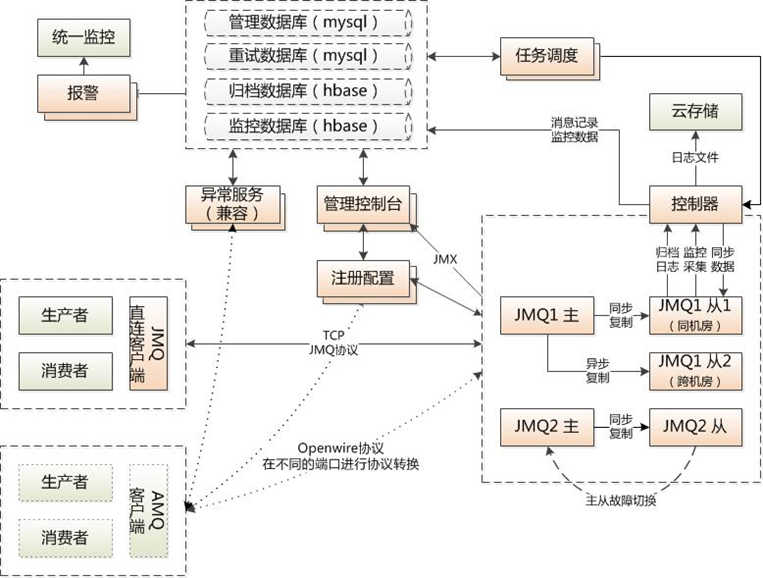 管理数据库（mysql）
重试数据库（mysql）
归档数据库（hbase）
监控数据库（hbase）
统一监控
报警
任务调度
消息记录
监控数据
云存储
日志文件
控制器
异常服务
（兼容）
管理控制台
注册配置
JMX
归档
日志
监控
采集
同步
数据
生产者
消费者
JMQ
直连客户端
TCP
JMQ协议
JMQ1 主
同步
复制
JMQ1 从1
（同机房）
异步
复制
JMQ1 从2
（跨机房）
JMQ2 主
同步
复制
JMQ2 从
主从故障切换
Openwire协议
在不同的端口进行协议转换
生产者
消费者
AMQ
客户端